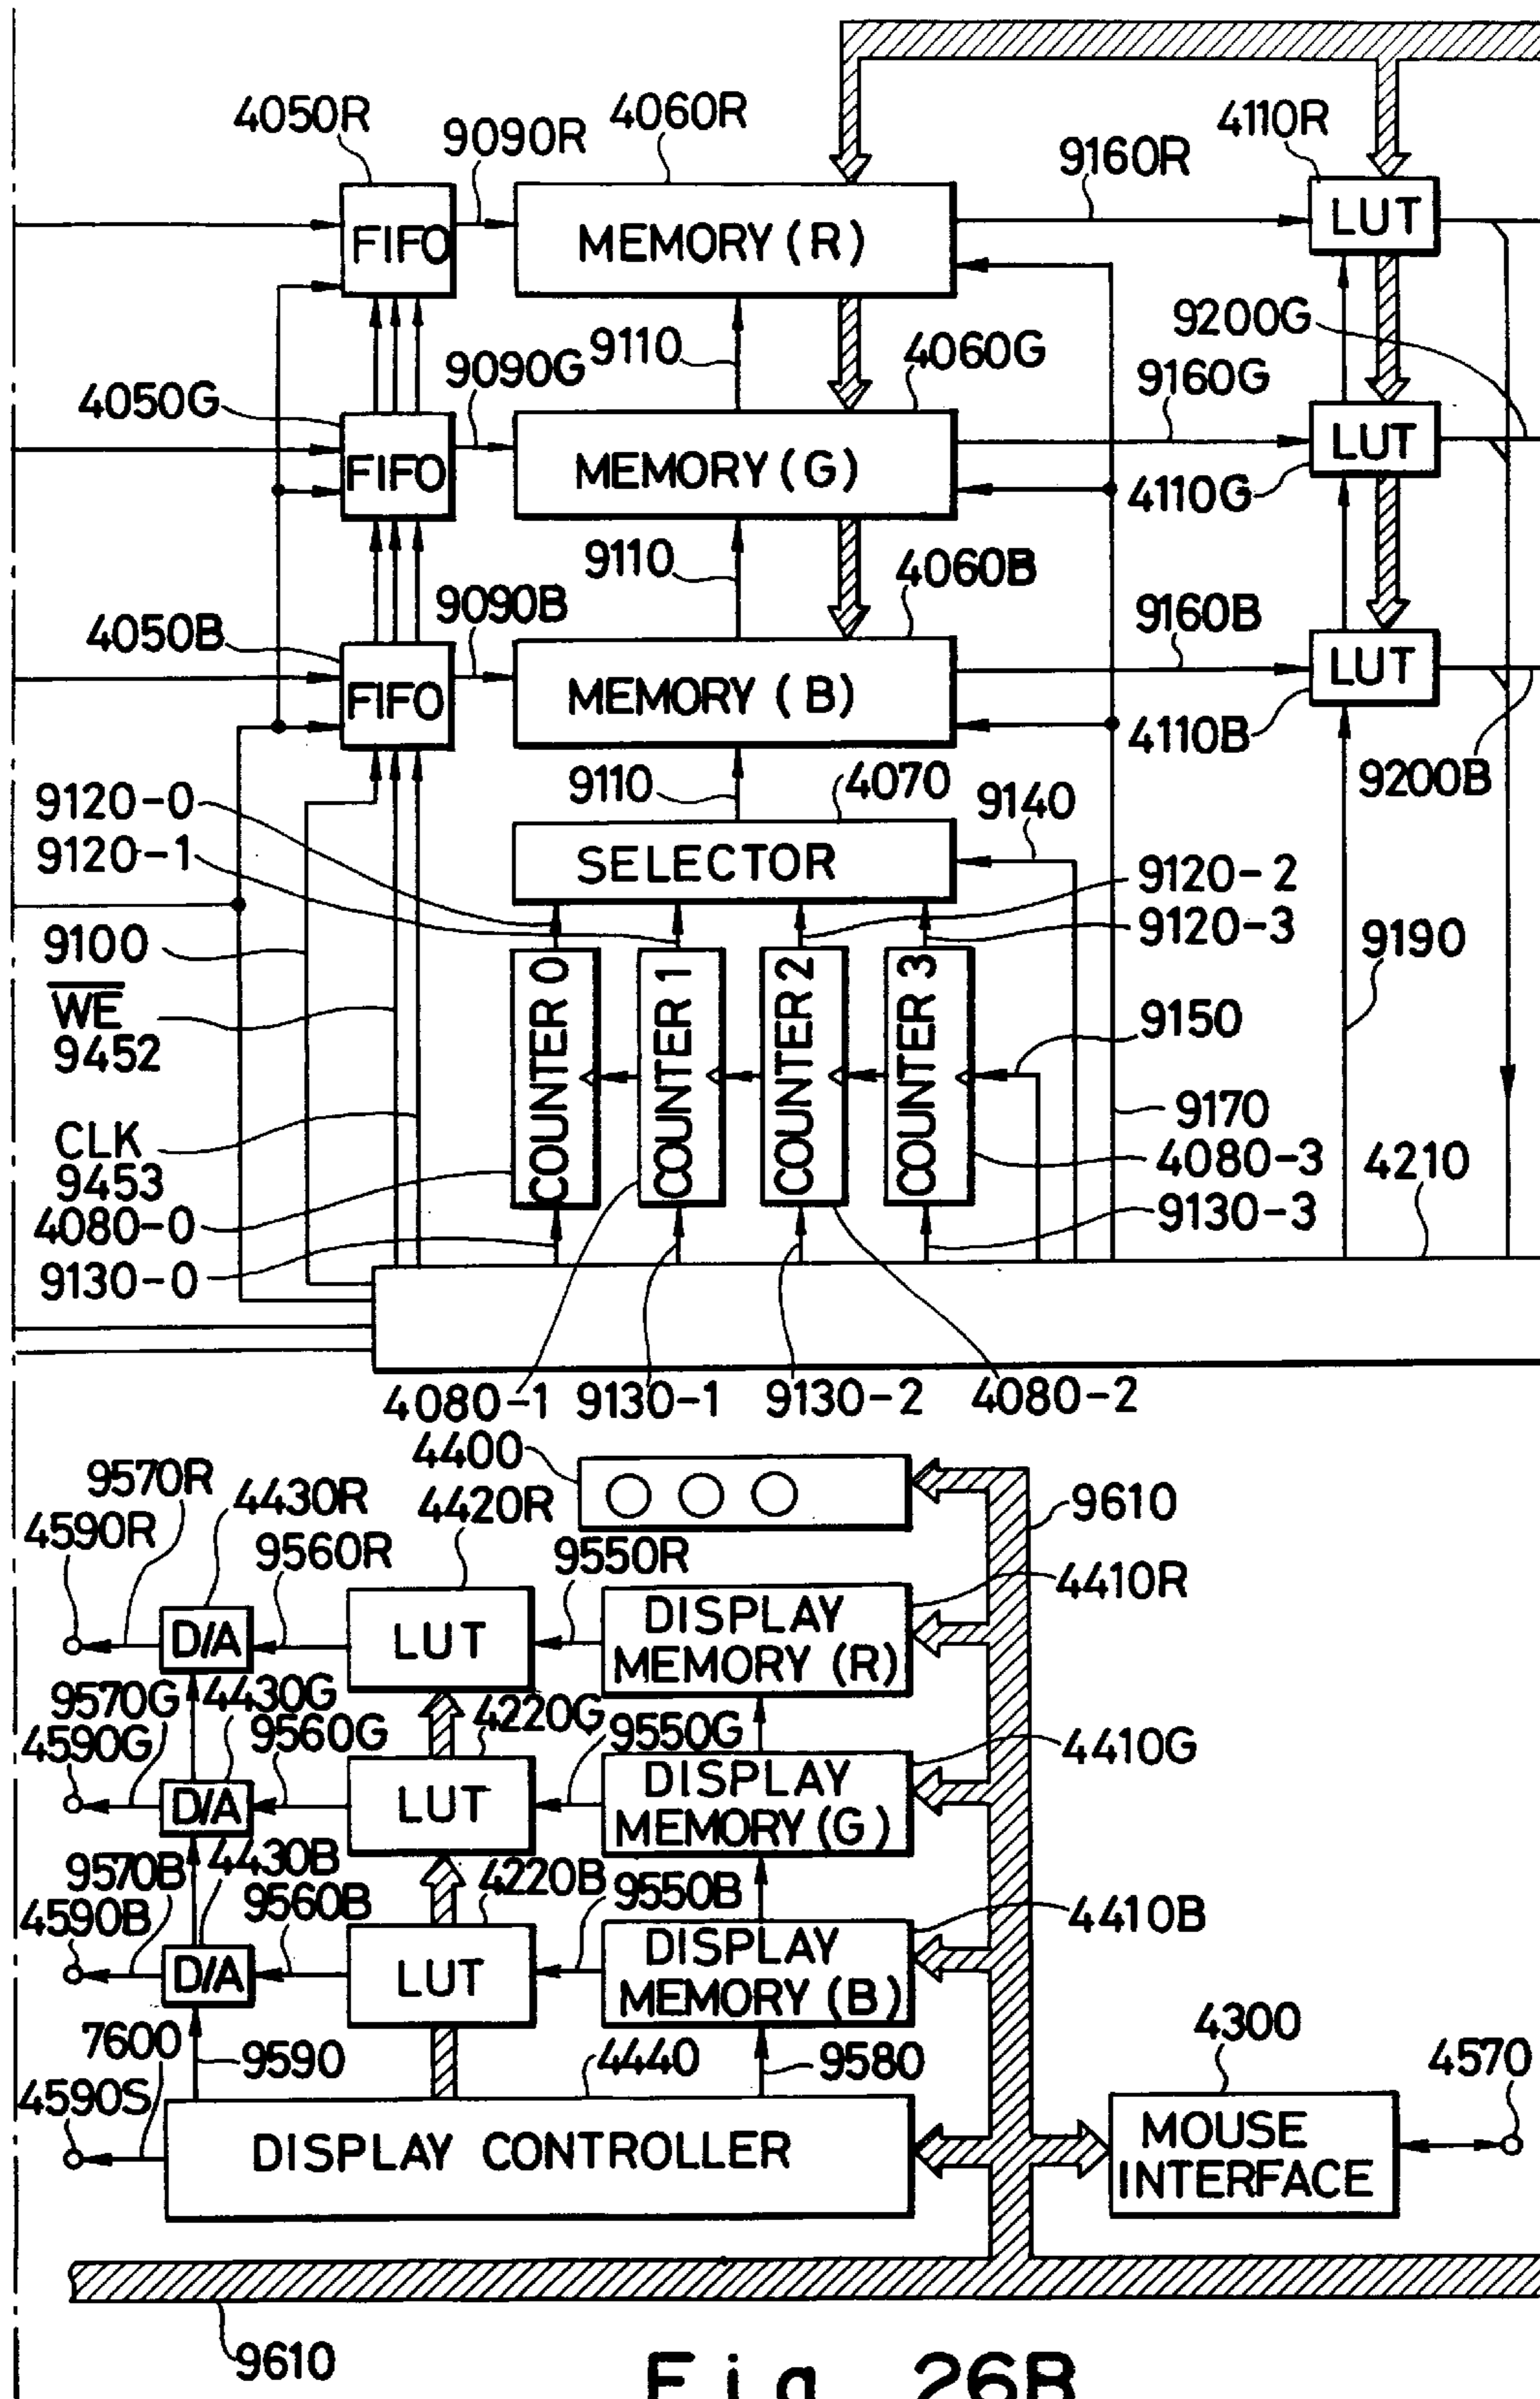 4050R
9090R
4060R
9160R
4110R
FIFO
MEMORY(R)
LUT
9200G
9110
4050G
9090G
4060G
9160G
FIFO
MEMORY(G)
LUT
4110G
9110
4050B
9090B
4060B
9160B
FIFO
MEMORY(B)
LUT
4110B
9200B
9120-0
9120-1
9110
4070
9140
SELECTOR
9120-2
9120-3
9100
WE
9452
CLK
9453
COUNTER 0
COUNTER 1
COUNTER 2
COUNTER 3
9190
9150
9170
4080-3
4210
4080-0
9130-3
9130-0
4080-1
9130-1
9130-2
4080-2
4400
9570R
4430R
4420R
9610
4590R
9560R
9550R
4410R
D/A
LUT
DISPLAY
MEMORY(R)
9570G
4430G
4220G
4590G
9560G
9550G
4410G
D/A
LUT
DISPLAY
MEMORY(G)
9570B
4430B
4220B
4590B
9560B
9550B
4410B
D/A
LUT
DISPLAY
MEMORY(B)
7600
9590
4440
9580
4300
4570
4590S
DISPLAY CONTROLLER
MOUSE
INTERFACE
9610
Fig. 26B